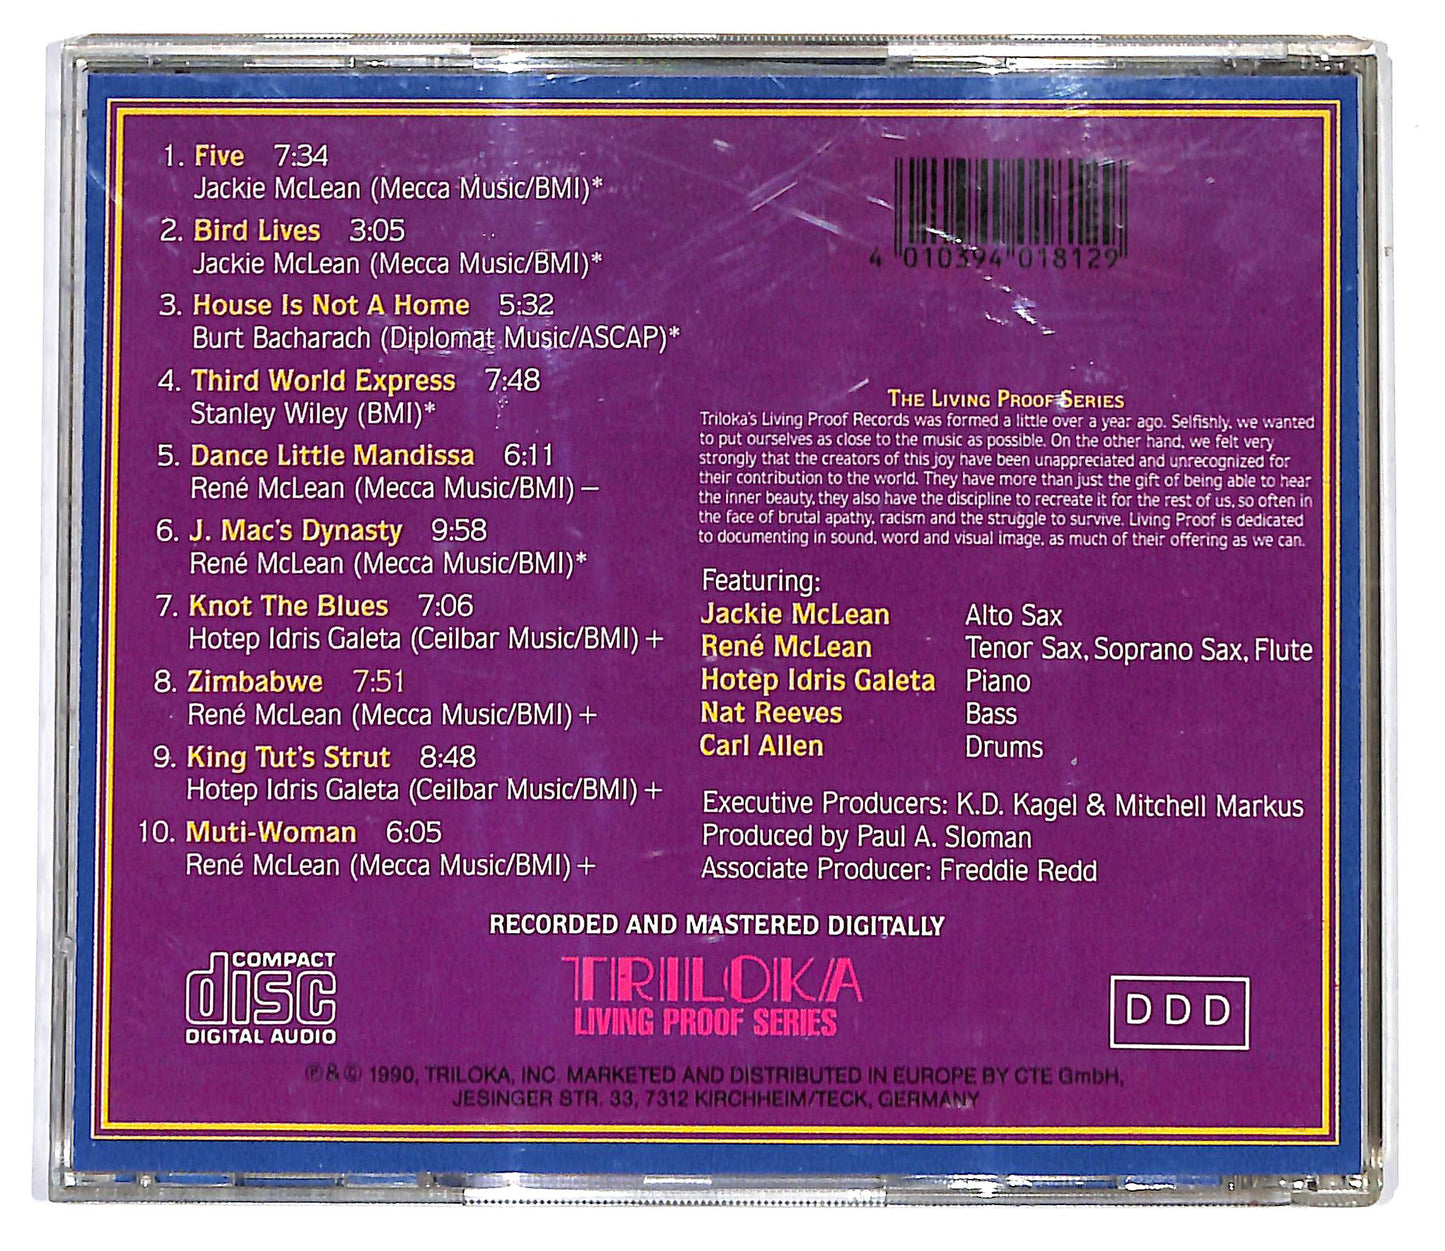 1. Five 7:34
Jackie McLean (Mecca Music/BMI)*
2. Bird Lives 3:05
Jackie McLean (Mecca Music/BMI)*
3. House Is Not A Home 5:32
Burt Bacharach (Diplomat Music/ASCAP)*
4. Third World Express 7:48
Stanley Wiley (BMI)*
5. Dance Little Mandissa 6:11
René McLean (Mecca Music/BMI) –
6. J. Mac's Dynasty 9:58
René McLean (Mecca Music/BMI)*
7. Knot The Blues 7:06
Hotep Idris Galeta (Ceilbar Music/BMI) +
8. Zimbabwe 7:51
René McLean (Mecca Music/BMI) +
9. King Tut's Strut 8:48
Hotep Idris Galeta (Ceilbar Music/BMI) +
10. Muti-Woman 6:05
René McLean (Mecca Music/BMI) +
4 010394 018129
The Living Proof Series
Triloka's Living Proof Records was formed a little over a year ago. Selfishly, we wanted
to put ourselves as close to the music as possible. On the other hand, we felt very
strongly that the creators of this joy have been unappreciated and unrecognized for
their contribution to the world. They have more than just the gift of being able to hear
the inner beauty, they also have the discipline to recreate it for the rest of us, so often in
the face of brutal apathy, racism and the struggle to survive. Living Proof is dedicated
to documenting in sound, word and visual image, as much of their offering as we can.
Featuring:
Jackie McLean Alto Sax
René McLean Tenor Sax, Soprano Sax, Flute
Hotep Idris Galeta Piano
Nat Reeves Bass
Carl Allen Drums
Executive Producers: K.D. Kagel & Mitchell Markus
Produced by Paul A. Sloman
Associate Producer: Freddie Redd
RECORDED AND MASTERED DIGITALLY
COMPACT
disc
DIGITAL AUDIO
TRILOKA
LIVING PROOF SERIES
DDD
℗ & © 1990, TRILOKA, INC. MARKETED AND DISTRIBUTED IN EUROPE BY CTE GmbH,
JESINGER STR. 33, 7312 KIRCHHEIM/TECK, GERMANY